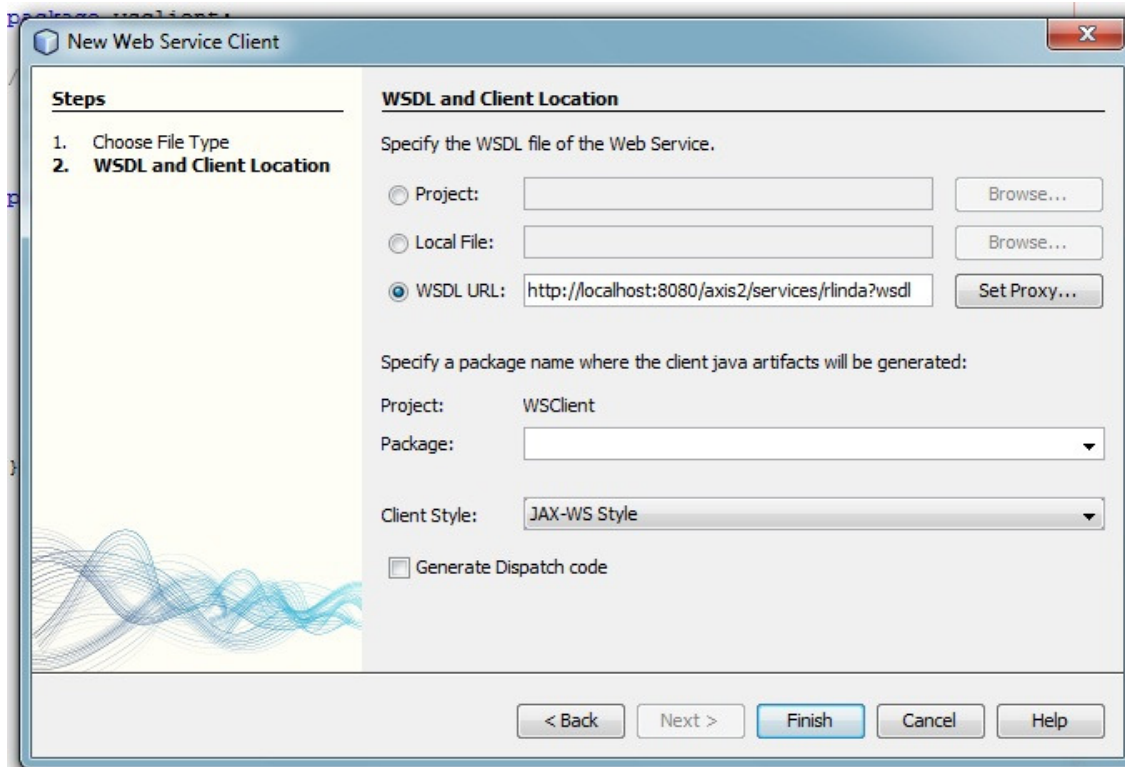 package wsclient;
New Web Service Client
Steps
1. Choose File Type
2. WSDL and Client Location
WSDL and Client Location
Specify the WSDL file of the Web Service.
Project:
Browse...
Local File:
Browse...
WSDL URL: http://localhost:8080/axis2/services/rlinda?wsdl
Set Proxy...
Specify a package name where the client java artifacts will be generated:
Project: WSClient
Package:
Client Style: JAX-WS Style
Generate Dispatch code
< Back Next > Finish Cancel Help